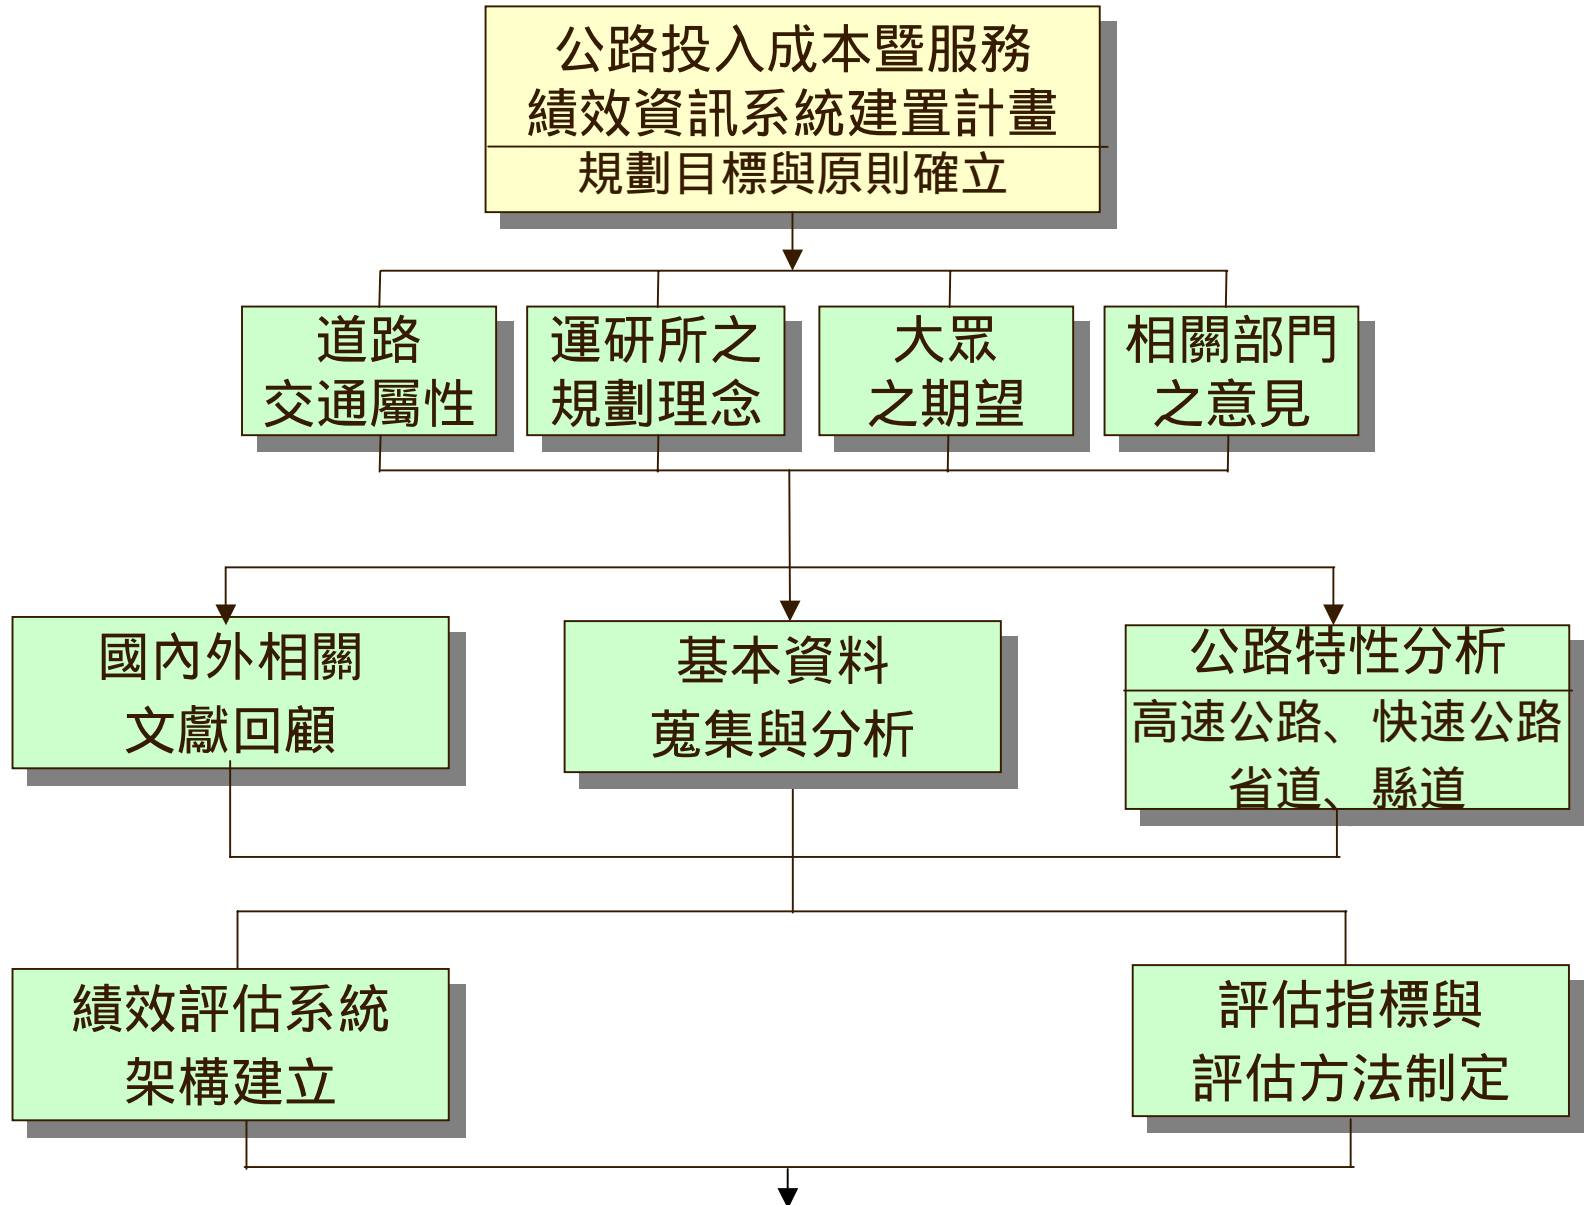 公路投入成本暨服務
績效資訊系統建置計畫
規劃目標與原則確立
道路
交通屬性
運研所之
規劃理念
大眾
之期望
相關部門
之意見
國內外相關
文獻回顧
基本資料
蒐集與分析
公路特性分析
高速公路、快速公路
省道、縣道
績效評估系統
架構建立
評估指標與
評估方法制定